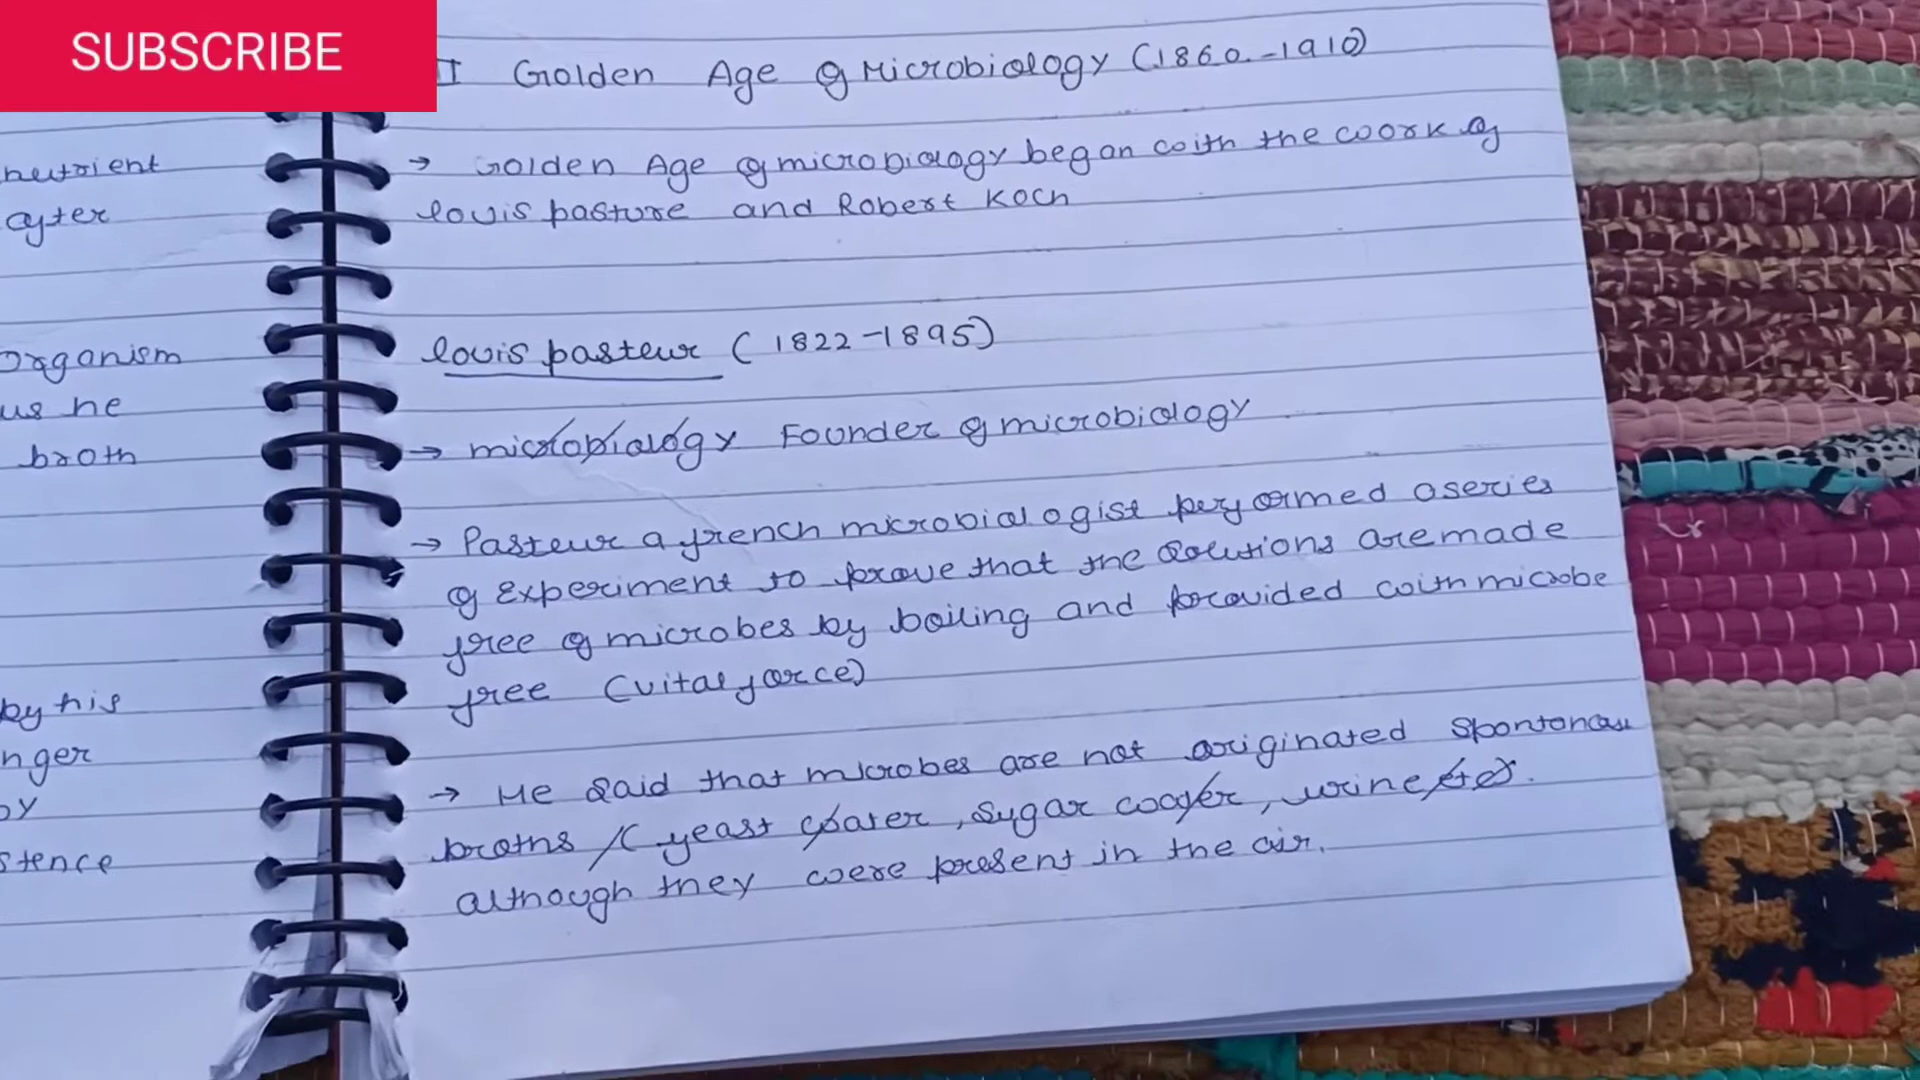 SUBSCRIBE
nutrient
after
Organism
us he
broth
by his
nger
by
stence
I Golden Age of Microbiology (1860-1910)
→ Golden Age of microbiology began with the work of
louis pasture and Robert Koch
louis pasteur (1822-1895)
→ microbiology Founder of microbiology
→ Pasteur a french microbiologist performed a series
of Experiment to prove that the solutions are made
free of microbes by boiling and provided with microbe
free (vital force)
→ He said that microbes are not originated
broths (yeast water, sugar water, urine etc).
although they were present in the air.